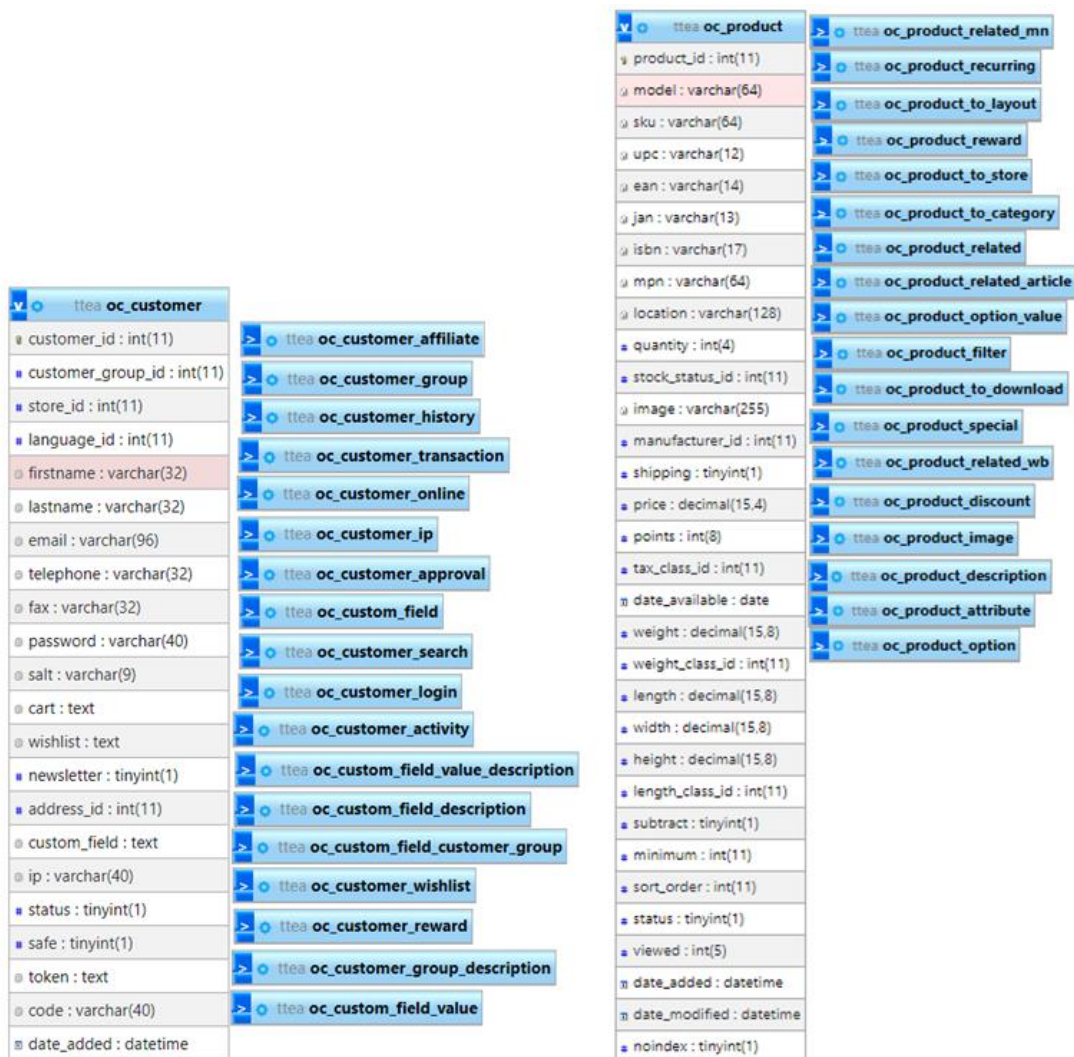 ttea oc_customer
customer_id : int(11)
customer_group_id : int(11)
store_id : int(11)
language_id : int(11)
firstname : varchar(32)
lastname : varchar(32)
email : varchar(96)
telephone : varchar(32)
fax : varchar(32)
password : varchar(40)
salt : varchar(9)
cart : text
wishlist : text
newsletter : tinyint(1)
address_id : int(11)
custom_field : text
ip : varchar(40)
status : tinyint(1)
safe : tinyint(1)
token : text
code : varchar(40)
date_added : datetime
ttea oc_customer_affiliate
ttea oc_customer_group
ttea oc_customer_history
ttea oc_customer_transaction
ttea oc_customer_online
ttea oc_customer_ip
ttea oc_customer_approval
ttea oc_custom_field
ttea oc_customer_search
ttea oc_customer_login
ttea oc_customer_activity
ttea oc_custom_field_value_description
ttea oc_custom_field_description
ttea oc_custom_field_customer_group
ttea oc_customer_wishlist
ttea oc_customer_reward
ttea oc_customer_group_description
ttea oc_custom_field_value
ttea oc_product
product_id : int(11)
model : varchar(64)
sku : varchar(64)
upc : varchar(12)
ean : varchar(14)
jan : varchar(13)
isbn : varchar(17)
mpn : varchar(64)
location : varchar(128)
quantity : int(4)
stock_status_id : int(11)
image : varchar(255)
manufacturer_id : int(11)
shipping : tinyint(1)
price : decimal(15,4)
points : int(8)
tax_class_id : int(11)
date_available : date
weight : decimal(15,8)
weight_class_id : int(11)
length : decimal(15,8)
width : decimal(15,8)
height : decimal(15,8)
length_class_id : int(11)
subtract : tinyint(1)
minimum : int(11)
sort_order : int(11)
status : tinyint(1)
viewed : int(5)
date_added : datetime
date_modified : datetime
noindex : tinyint(1)
ttea oc_product_related_mn
ttea oc_product_recurring
ttea oc_product_to_layout
ttea oc_product_reward
ttea oc_product_to_store
ttea oc_product_to_category
ttea oc_product_related
ttea oc_product_related_article
ttea oc_product_option_value
ttea oc_product_filter
ttea oc_product_to_download
ttea oc_product_special
ttea oc_product_related_wb
ttea oc_product_discount
ttea oc_product_image
ttea oc_product_description
ttea oc_product_attribute
ttea oc_product_option